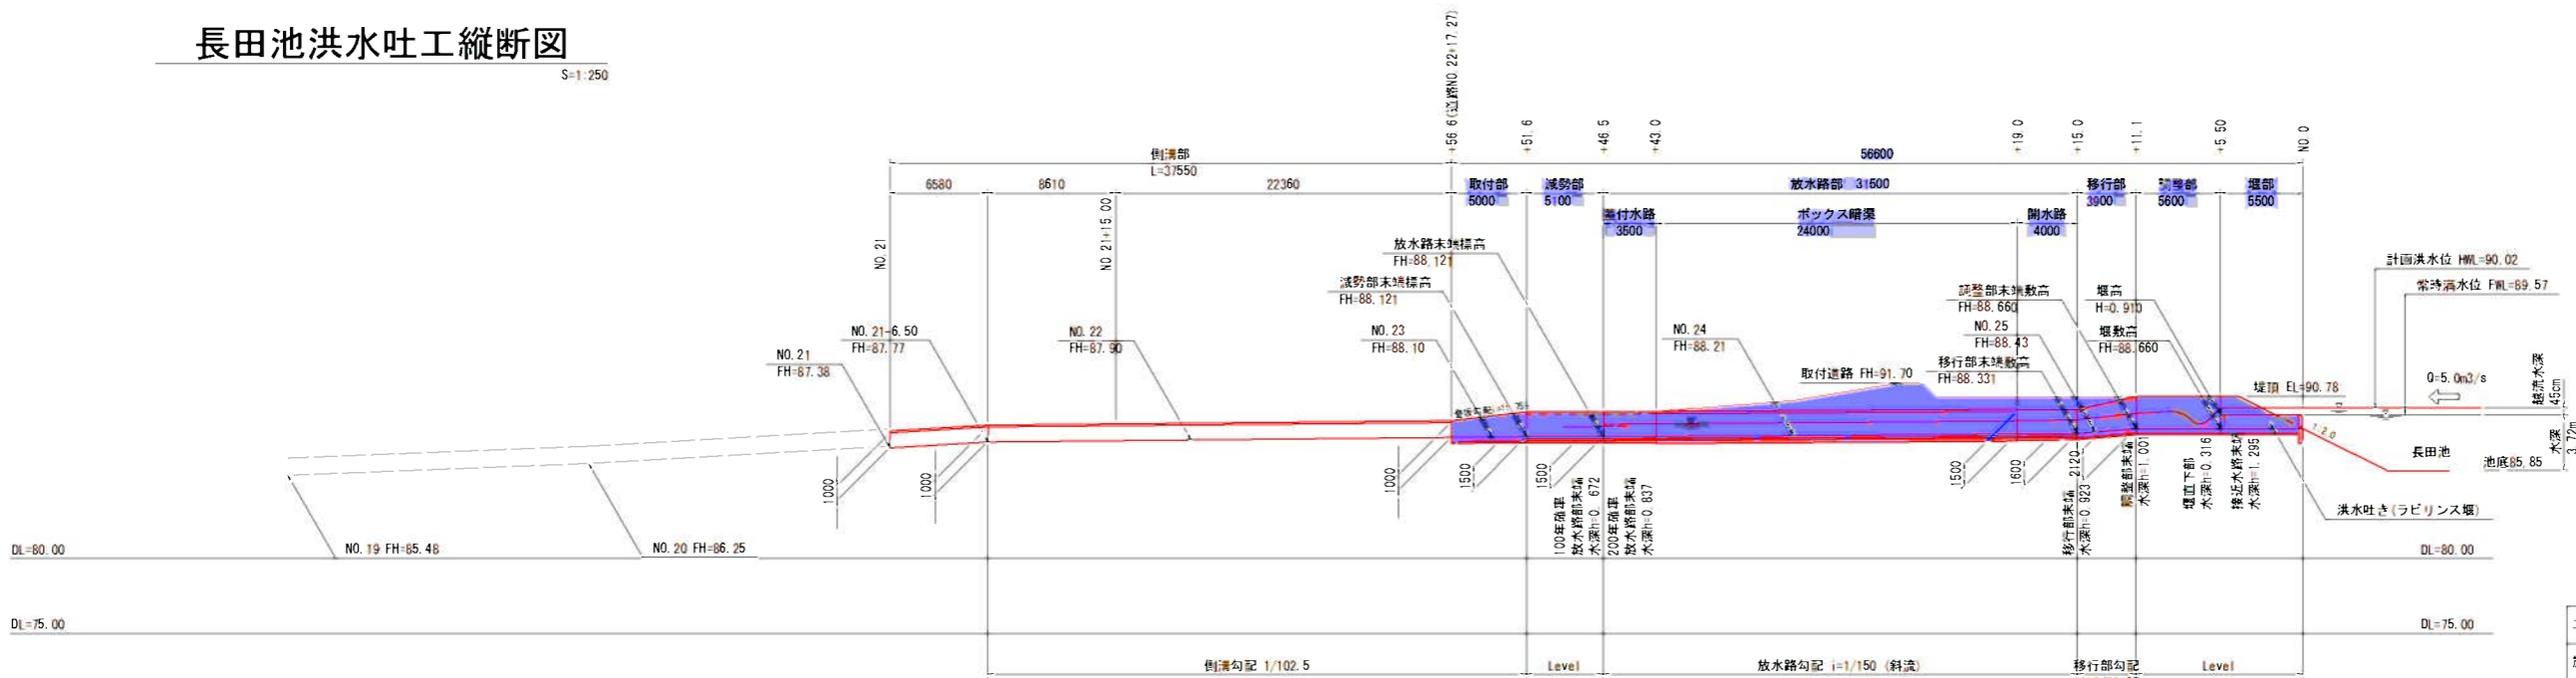 長田池洪水吐工縦断図
S=1:250
+56.6(道路NO.22+17.27)
+51.6
+46.5
+43.0
+19.0
+15.0
+11.1
+5.50
NO.0
側溝部
L=37550
56600
6580
8610
22360
取付部
5000
減勢部
5100
放水路部 31500
移行部
3900
調整部
5600
堰部
5500
蓋付水路
3500
ボックス暗渠
24000
開水路
4000
NO.21
NO.21+15.00
放水路末端標高
FH=88.121
減勢部末端標高
FH=88.121
調整部末端敷高
FH=88.660
堰高
H=0.910
計画洪水位 HWL=90.02
常時満水位 FWL=89.57
NO.21
FH=87.38
NO.21-6.50
FH=87.77
NO.22
FH=87.90
NO.23
FH=88.10
NO.24
FH=88.21
NO.25
FH=88.43
堰敷高
FH=88.660
移行部末端敷高
FH=88.331
取付道路 FH=91.70
堤頂 EL=90.78
Q=5.0m3/s
越流水深
45cm
水深
3.72m
1:2.0
長田池
池底85.85
洪水吐き(ラビリンス堰)
1000
1000
1000
1500
1500
1500
1600
2120
100年確率
放水路部末端
水深h=0.672
200年確率
放水路部末端
水深h=0.837
移行部末端
水深h=0.923
調整部末端
水深h=1.001
堰直下部
水深h=0.316
接近水路末端
水深h=1.295
NO.19 FH=85.48
NO.20 FH=86.25
DL=80.00
DL=80.00
DL=75.00
DL=75.00
側溝勾配 1/102.5
Level
放水路勾配 i=1/150 (斜流)
移行部勾配
Level